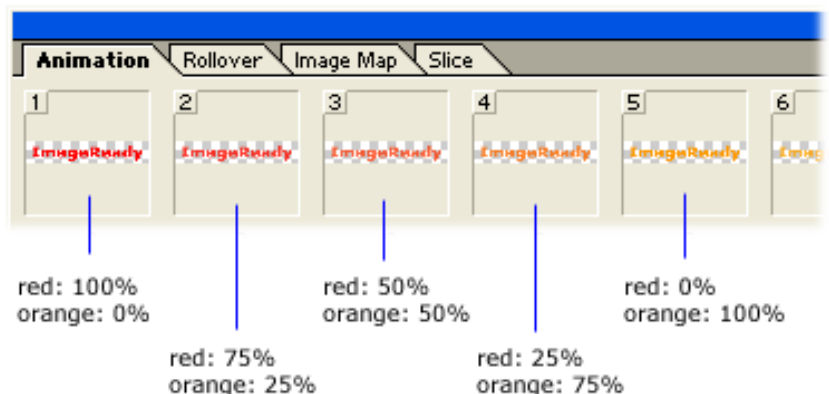 Animation Rollover Image Map Slice
1 2 3 4 5 6
ImageReady ImageReady ImageReady ImageReady ImageReady Imag
red: 100% red: 50% red: 0%
orange: 0% orange: 50% orange: 100%
red: 75% red: 25%
orange: 25% orange: 75%